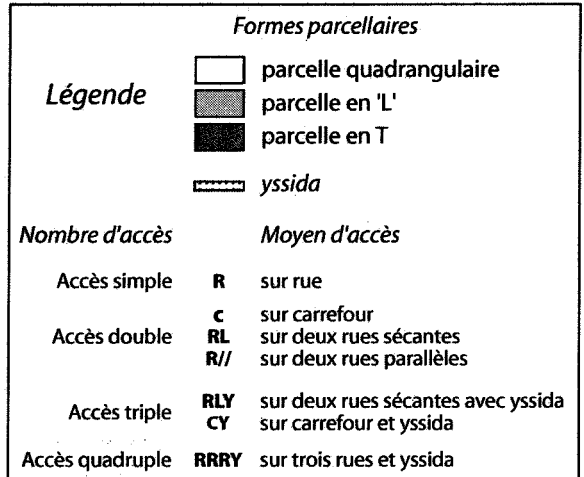 Formes parcellaires
Légende
parcelle quadrangulaire
parcelle en 'L'
parcelle en T
yssida
Nombre d'accès Moyen d'accès
Accès simple R sur rue
c sur carrefour
Accès double RL sur deux rues sécantes
R// sur deux rues parallèles
RLY sur deux rues sécantes avec yssida
Accès triple CY sur carrefour et yssida
Accès quadruple RRRY sur trois rues et yssida